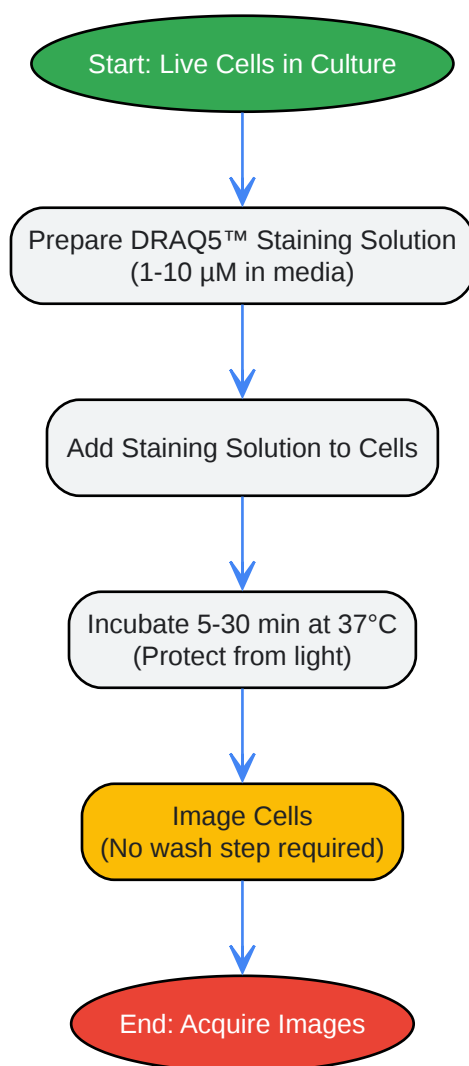 Start: Live Cells in Culture
Prepare DRAQ5™ Staining Solution
(1-10 µM in media)
Add Staining Solution to Cells
Incubate 5-30 min at 37°C
(Protect from light)
Image Cells
(No wash step required)
End: Acquire Images